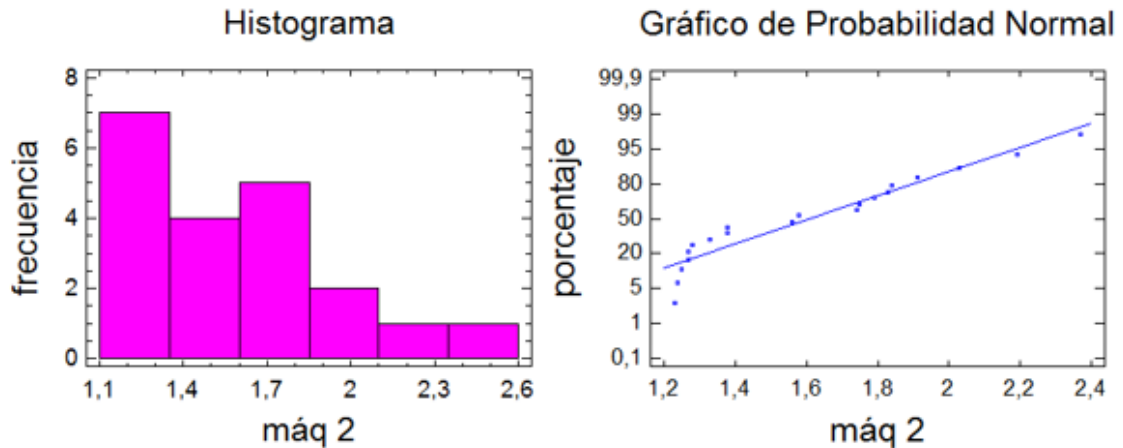 Histograma
frecuencia
8
6
4
2
0
1,1 1,4 1,7 2 2,3 2,6
máq 2
Gráfico de Probabilidad Normal
porcentaje
99,9
99
95
80
50
20
5
1
0,1
1,2 1,4 1,6 1,8 2 2,2 2,4
máq 2